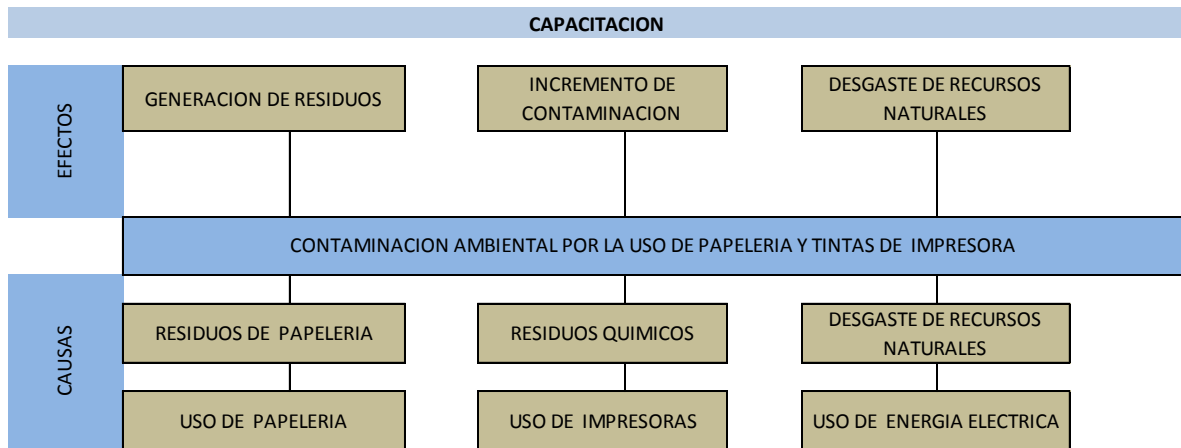 CAPACITACION
EFECTOS
GENERACION DE RESIDUOS
INCREMENTO DE
CONTAMINACION
DESGASTE DE RECURSOS
NATURALES
CONTAMINACION AMBIENTAL POR LA USO DE PAPELERIA Y TINTAS DE IMPRESORA
CAUSAS
RESIDUOS DE PAPELERIA
RESIDUOS QUIMICOS
DESGASTE DE RECURSOS
NATURALES
USO DE PAPELERIA
USO DE IMPRESORAS
USO DE ENERGIA ELECTRICA